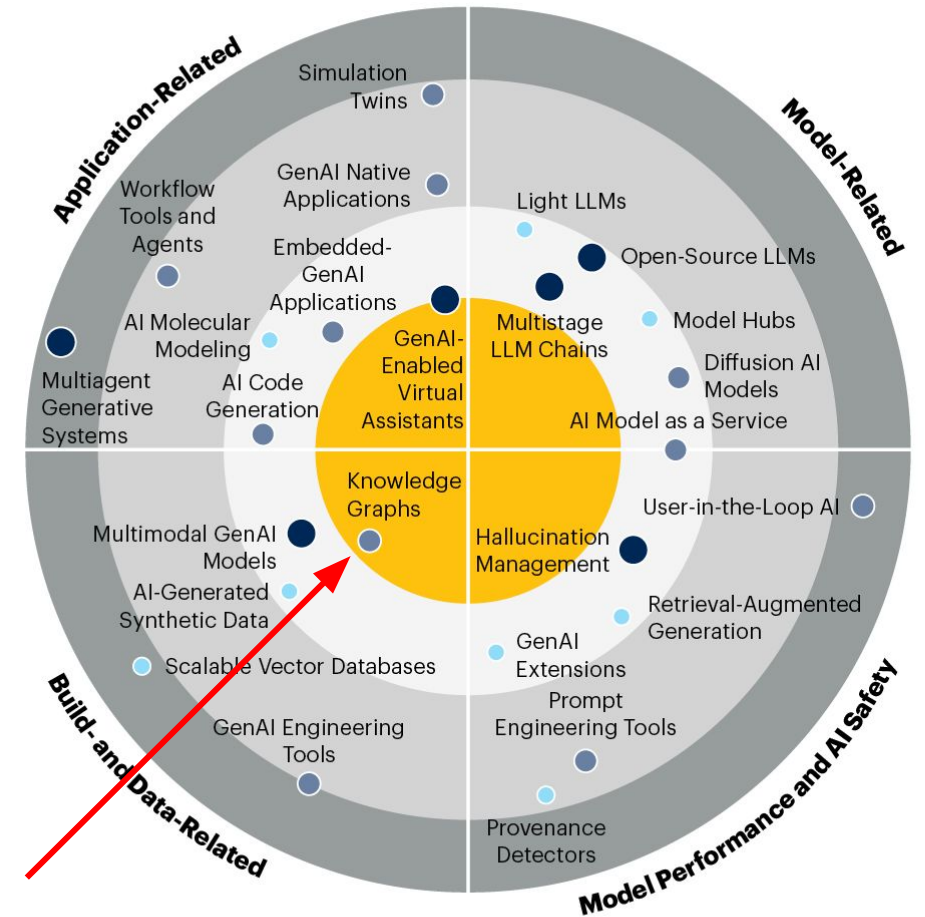 Application-Related
Model-Related
Simulation
Twins
GenAI Native
Applications
Workflow
Tools and
Agents
Embedded-
GenAI
Applications
AI Molecular
Modeling
Multiagent
Generative
Systems
AI Code
Generation
GenAI-
Enabled
Virtual
Assistants
Light LLMs
Open-Source LLMs
Multistage
LLM Chains
Model Hubs
Diffusion AI
Models
AI Model as a Service
Knowledge
Graphs
Multimodal GenAI
Models
AI-Generated
Synthetic Data
Scalable Vector Databases
GenAI Engineering
Tools
User-in-the-Loop AI
Hallucination
Management
Retrieval-Augmented
Generation
GenAI
Extensions
Prompt
Engineering Tools
Provenance
Detectors
Build- and Data-Related
Model Performance and AI Safety